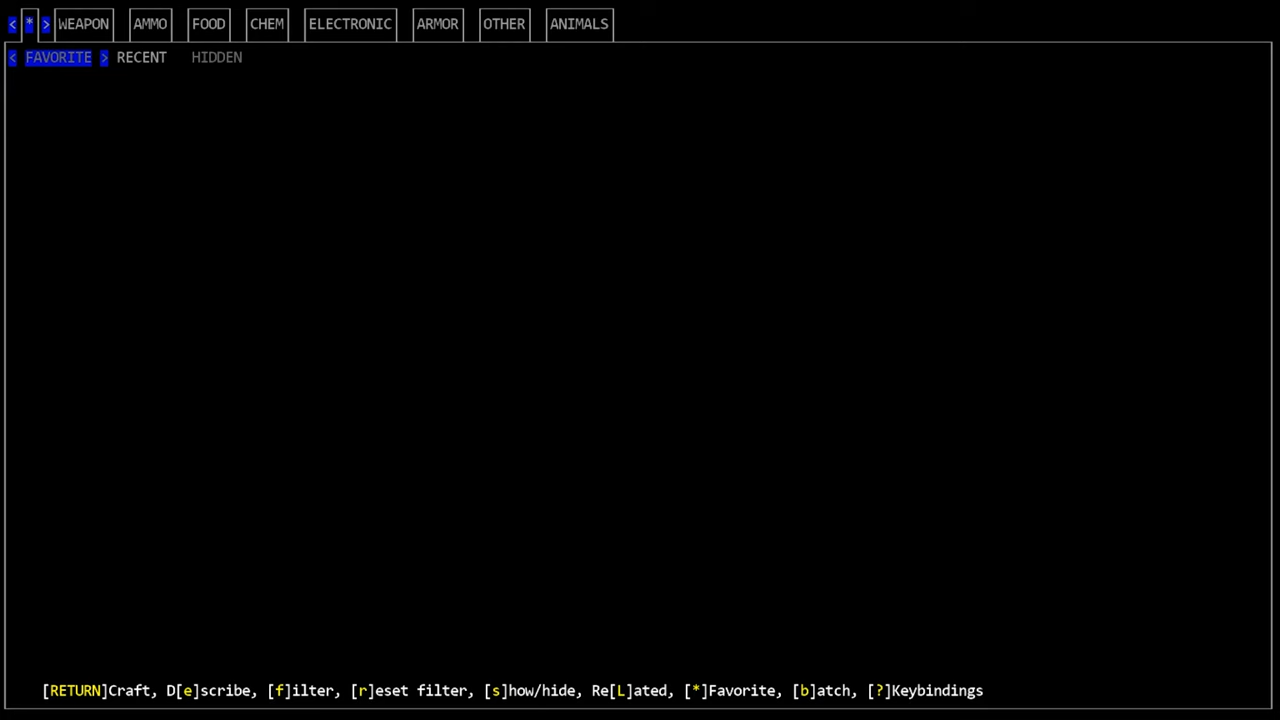 < * > WEAPON AMMO FOOD CHEM ELECTRONIC ARMOR OTHER ANIMALS
< FAVORITE > RECENT HIDDEN
[RETURN]Craft, D[e]scribe, [f]ilter, [r]eset filter, [s]how/hide, Re[L]ated, [*]Favorite, [b]atch, [?]Keybindings